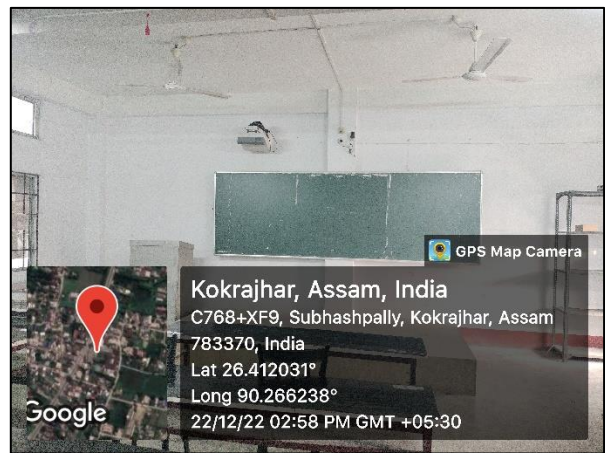 GPS Map Camera
Kokrajhar, Assam, India
C768+XF9, Subhashpally, Kokrajhar, Assam
783370, India
Lat 26.412031°
Long 90.266238°
22/12/22 02:58 PM GMT +05:30
Google